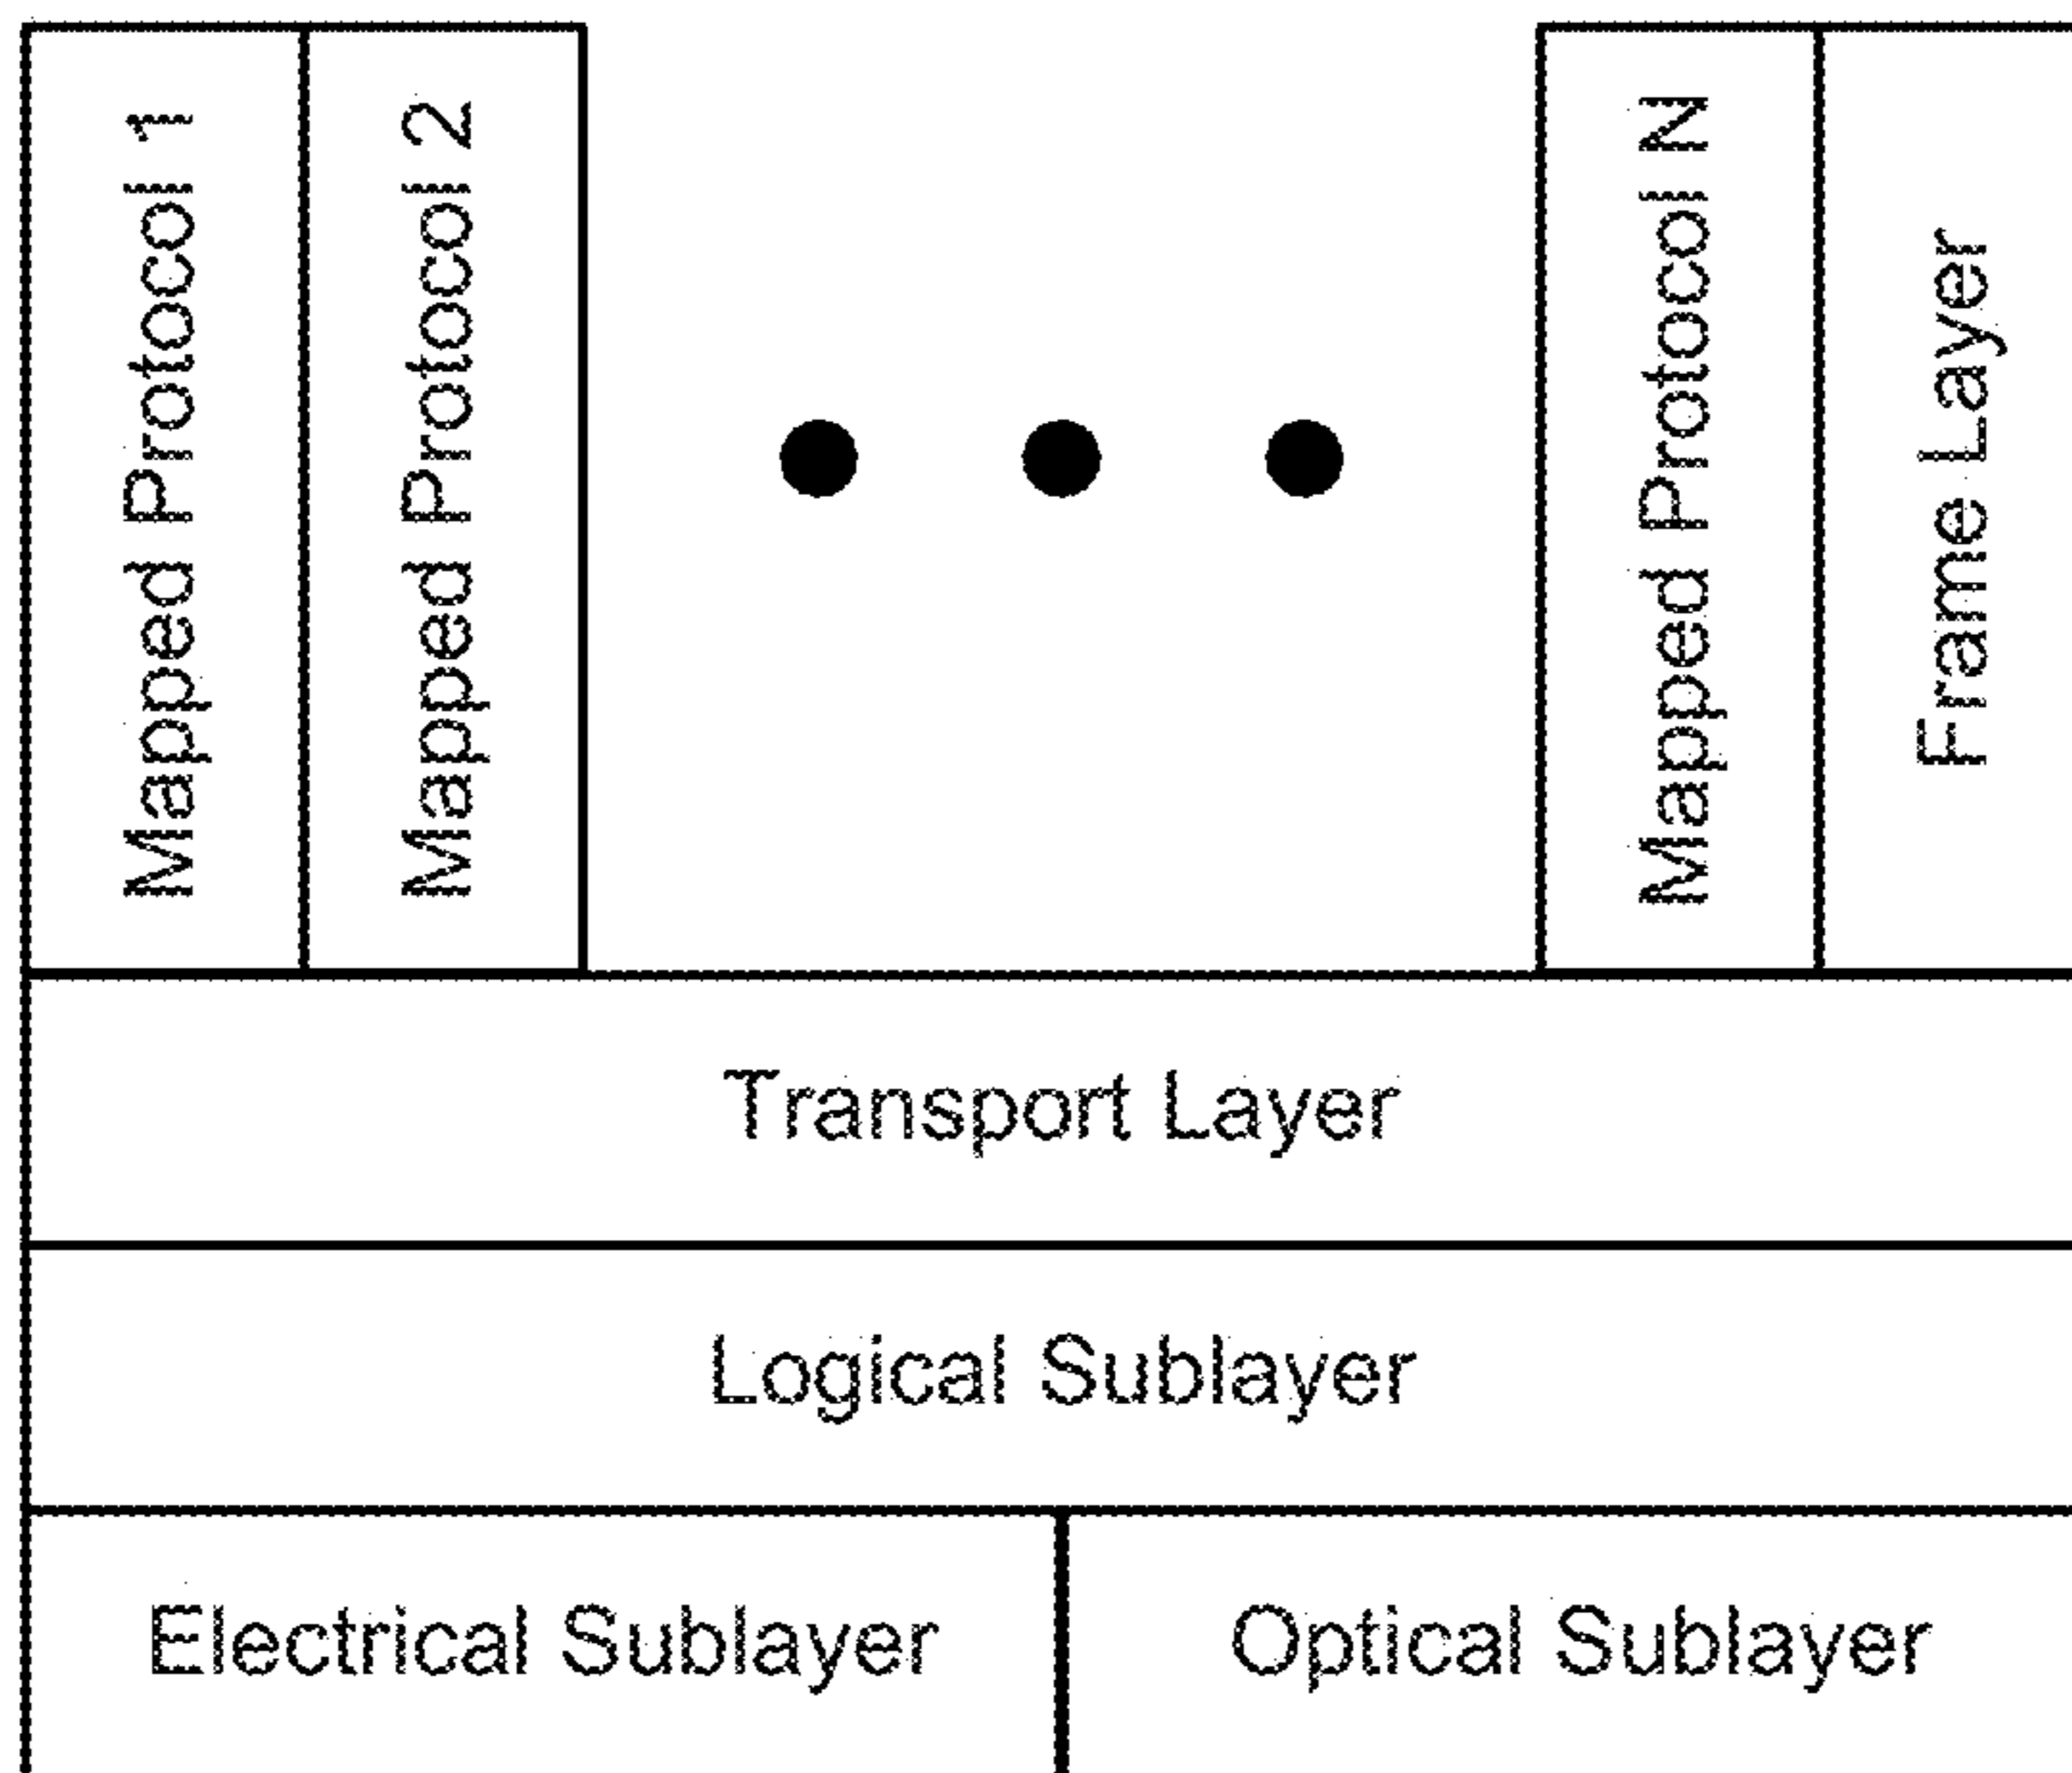 Mapped Protocol 1
Mapped Protocol 2
Mapped Protocol N
Frame Layer
Transport Layer
Logical Sublayer
Electrical Sublayer
Optical Sublayer